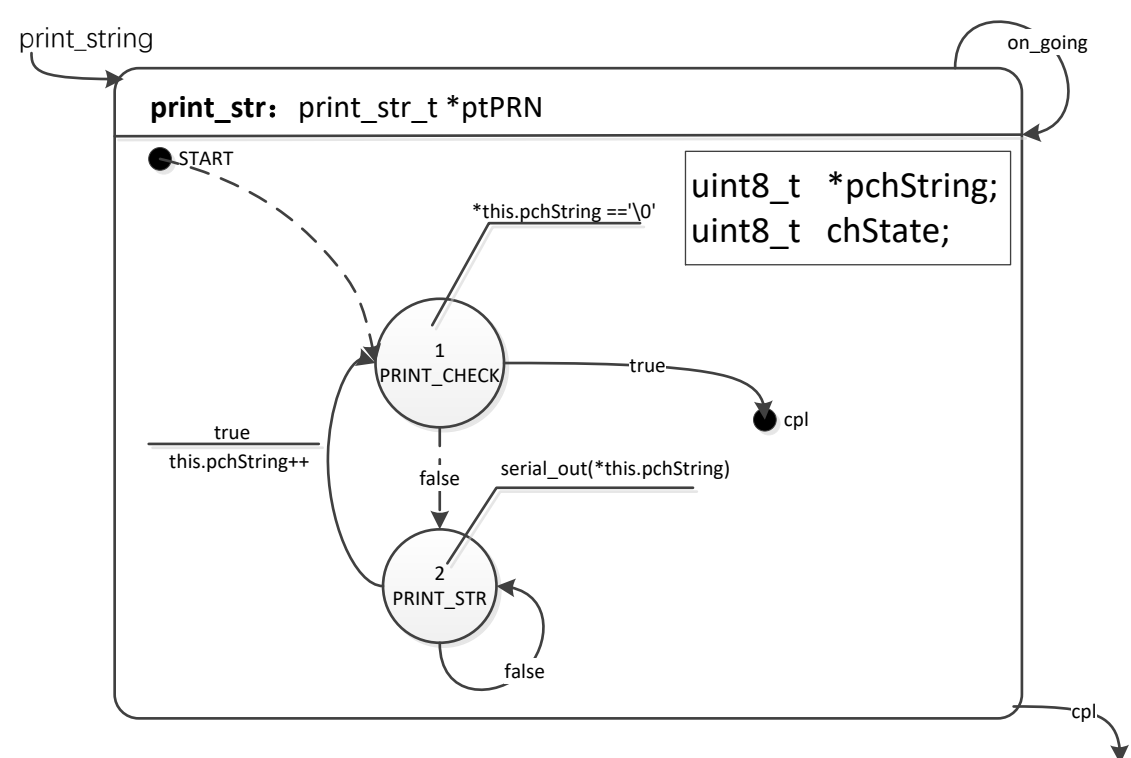 print_string
on_going
print_str：print_str_t *ptPRN
START
uint8_t *pchString;
uint8_t chState;
*this.pchString =='\0'
1
PRINT_CHECK
true
cpl
true
this.pchString++
false
serial_out(*this.pchString)
2
PRINT_STR
false
cpl